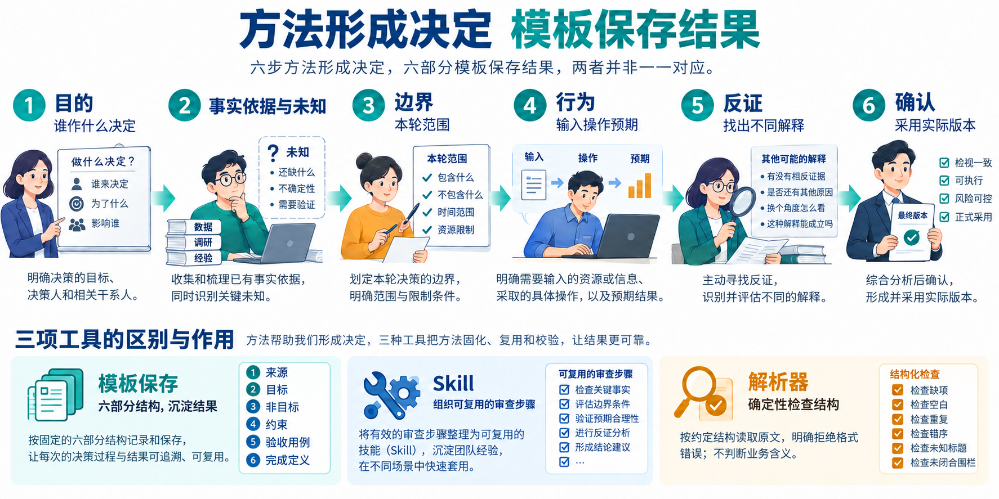 方法形成决定 模板保存结果
六步方法形成决定，六部分模板保存结果，两者并非一一对应。
1 目的
谁作什么决定
做什么决定？
谁来决定
为了什么
影响谁
明确决策的目标、
决策人和相关干系人。
2 事实依据与未知
? 未知
• 还缺什么
• 不确定性
• 需要验证
数据
调研
经验
收集和梳理已有事实依据，
同时识别关键未知。
3 边界
本轮范围
本轮范围
包含什么
不包含什么
时间范围
资源限制
划定本轮决策的边界，
明确范围与限制条件。
4 行为
输入操作预期
输入 操作 预期
明确需要输入的资源或信息、
采取的具体操作，以及预期结果。
5 反证
找出不同解释
其他可能的解释
• 有没有相反证据
• 是否还有其他原因
• 换个角度怎么看
• 这种解释能成立吗
主动寻找反证，
识别并评估不同的解释。
6 确认
采用实际版本
最终版本
检视一致
可执行
风险可控
正式采用
综合分析后确认，
形成并采用实际版本。
三项工具的区别与作用 方法帮助我们形成决定，三种工具把方法固化、复用和校验，让结果更可靠。
模板保存
六部分结构，沉淀结果
按固定的六部分结构记录和保存，
让每次的决策过程与结果可追溯、可复用。
1 来源
2 目标
3 非目标
4 约束
5 验收用例
6 完成定义
Skill
组织可复用的审查步骤
将有效的审查步骤整理为可复用的
技能（Skill），沉淀团队经验，
在不同场景中快速套用。
可复用的审查步骤
检查关键事实
评估边界条件
验证预期合理性
进行反证分析
形成结论建议
…
解析器
确定性检查结构
按约定结构读取原文，明确拒绝格式
错误；不判断业务含义。
结构化检查
检查缺项
检查空白
检查重复
检查错序
检查未知标题
检查未闭合围栏